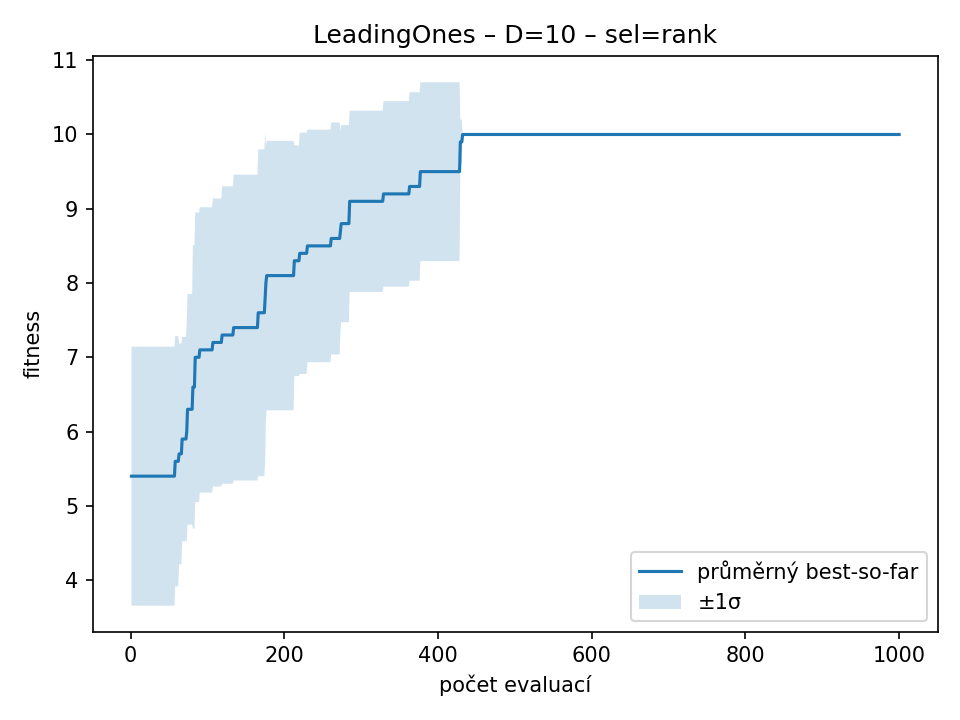 LeadingOnes – D=10 – sel=rank
11
10
9
8
7
6
5
4
fitness
průměrný best-so-far
±1σ
0 200 400 600 800 1000
počet evaluací